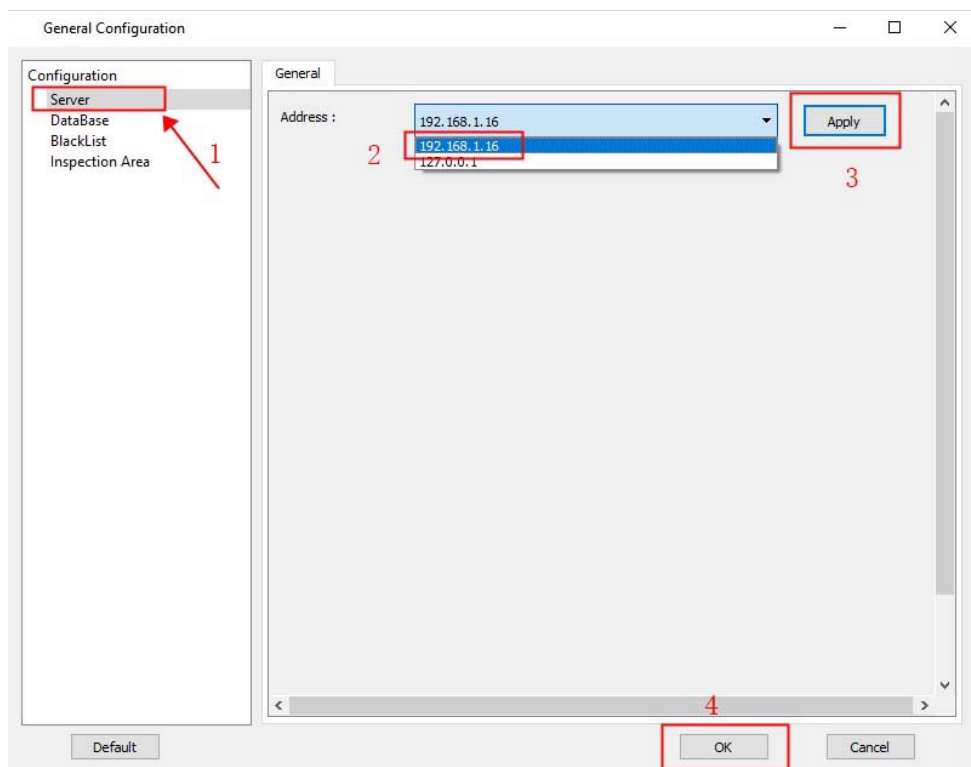 General Configuration
Configuration
Server
DataBase
BlackList
Inspection Area
1
General
Address :
192.168.1.16
Apply
2
192.168.1.16
127.0.0.1
3
4
Default
OK
Cancel